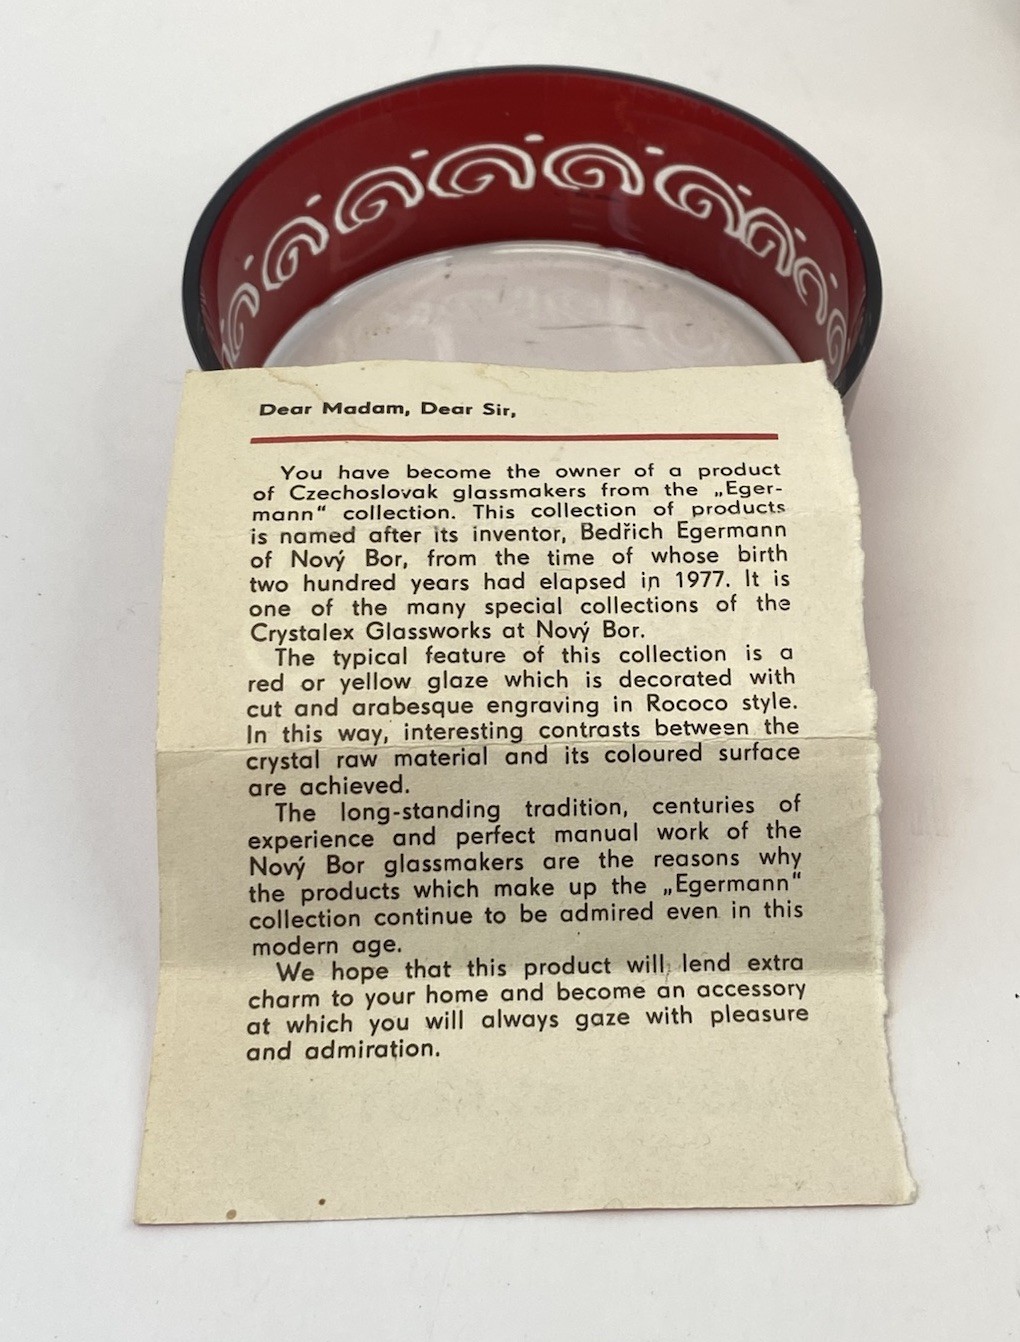 Dear Madam, Dear Sir,
You have become the owner of a product
of Czechoslovak glassmakers from the „Eger-
mann“ collection. This collection of products
is named after its inventor, Bedřich Egermann
of Nový Bor, from the time of whose birth
two hundred years had elapsed in 1977. It is
one of the many special collections of the
Crystalex Glassworks at Nový Bor.
The typical feature of this collection is a
red or yellow glaze which is decorated with
cut and arabesque engraving in Rococo style.
In this way, interesting contrasts between the
crystal raw material and its coloured surface
are achieved.
The long-standing tradition, centuries of
experience and perfect manual work of the
Nový Bor glassmakers are the reasons why
the products which make up the „Egermann“
collection continue to be admired even in this
modern age.
We hope that this product will lend extra
charm to your home and become an accessory
at which you will always gaze with pleasure
and admiration.